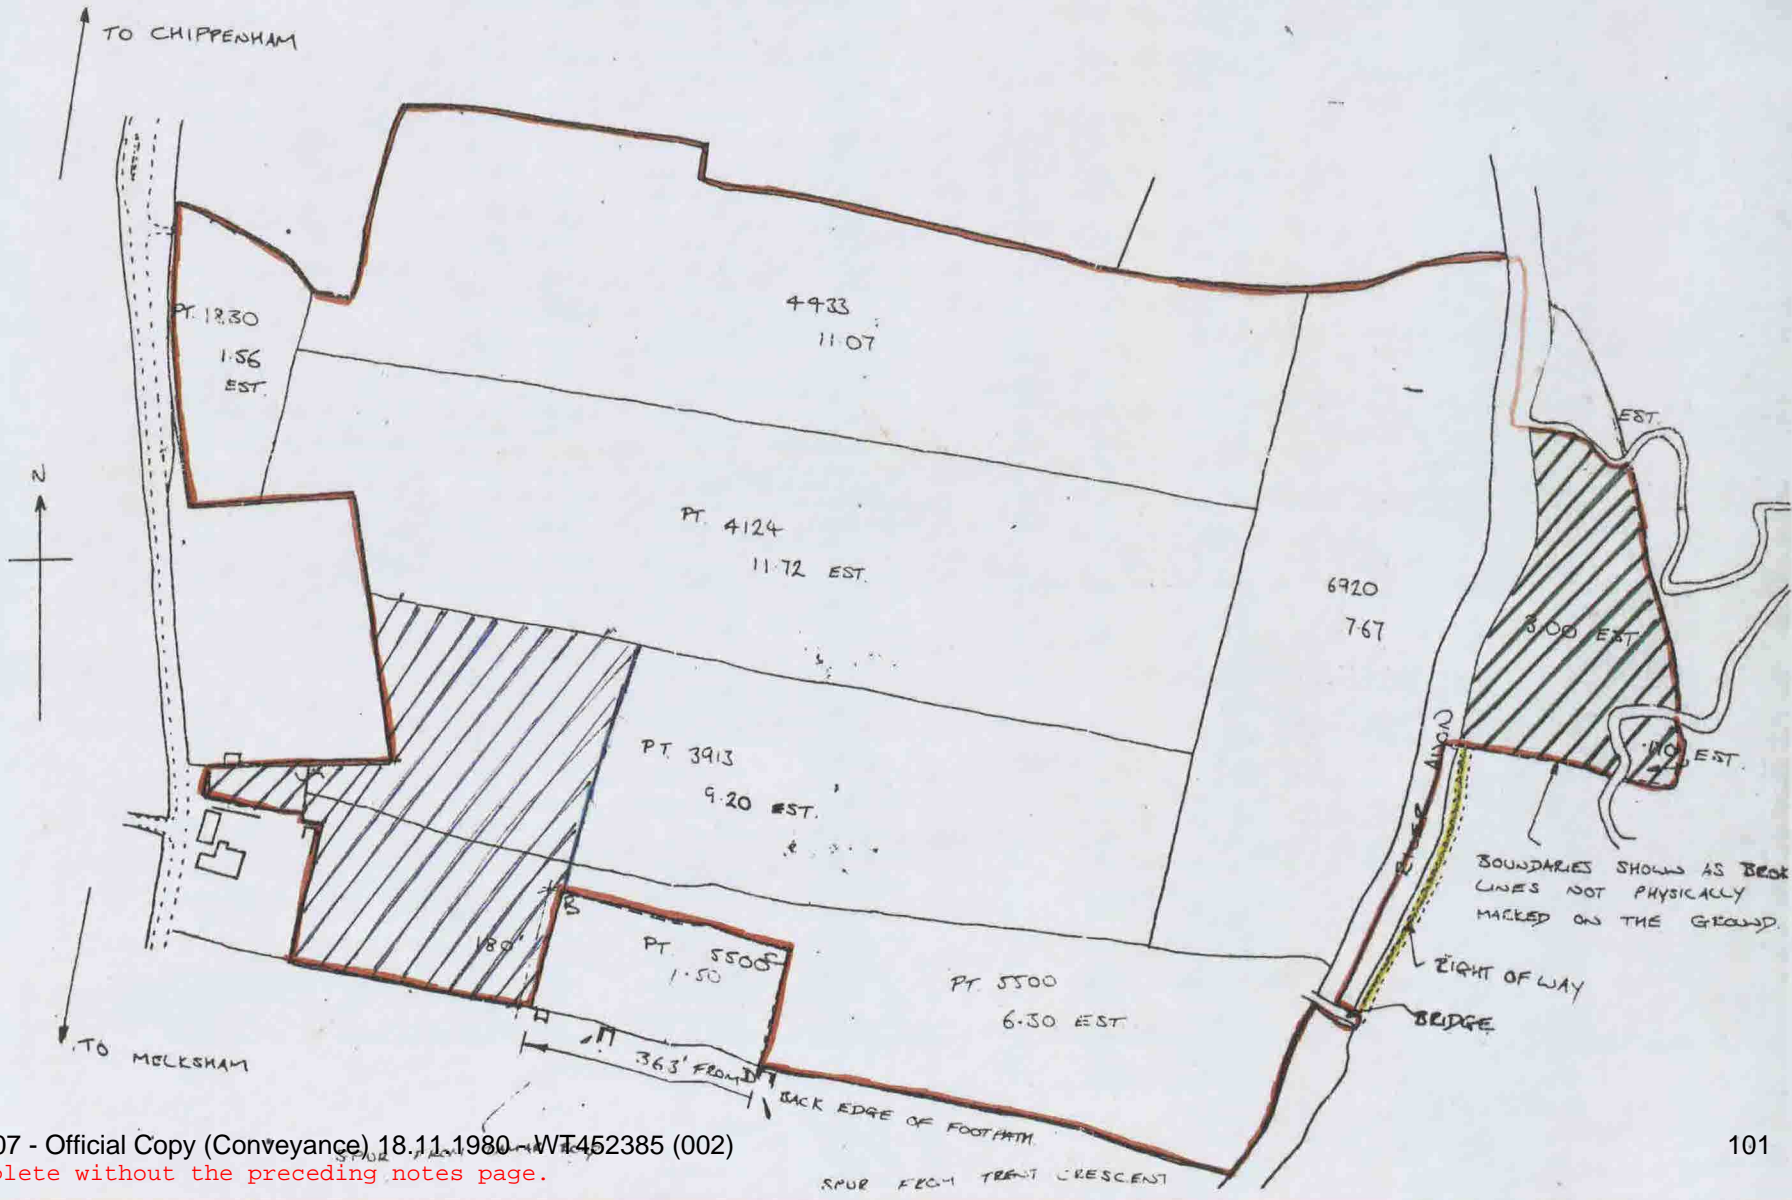 TO CHIPPENHAM
PT. 1830
1.56
EST.
4433
11.07
EST.
N
PT. 4124
11.72 EST.
6920
7.67
3.00 EST
PT. 3913
9.20 EST.
RIVER AVON
.110 EST.
BOUNDARIES SHOWN AS BROK
LINES NOT PHYSICALLY
MARKED ON THE GROUND.
B
180'
PT. 5500
1.50
PT. 5500
6.30 EST.
RIGHT OF WAY
BRIDGE
TO MELKSHAM
363' FROM D
BACK EDGE OF FOOTPATH
07 - Official Copy (Conveyance) 18.11.1980 - WT452385 (002)
101
SPUR FROM
plete without the preceding notes page.
SPUR FROM TRENT CRESCENT